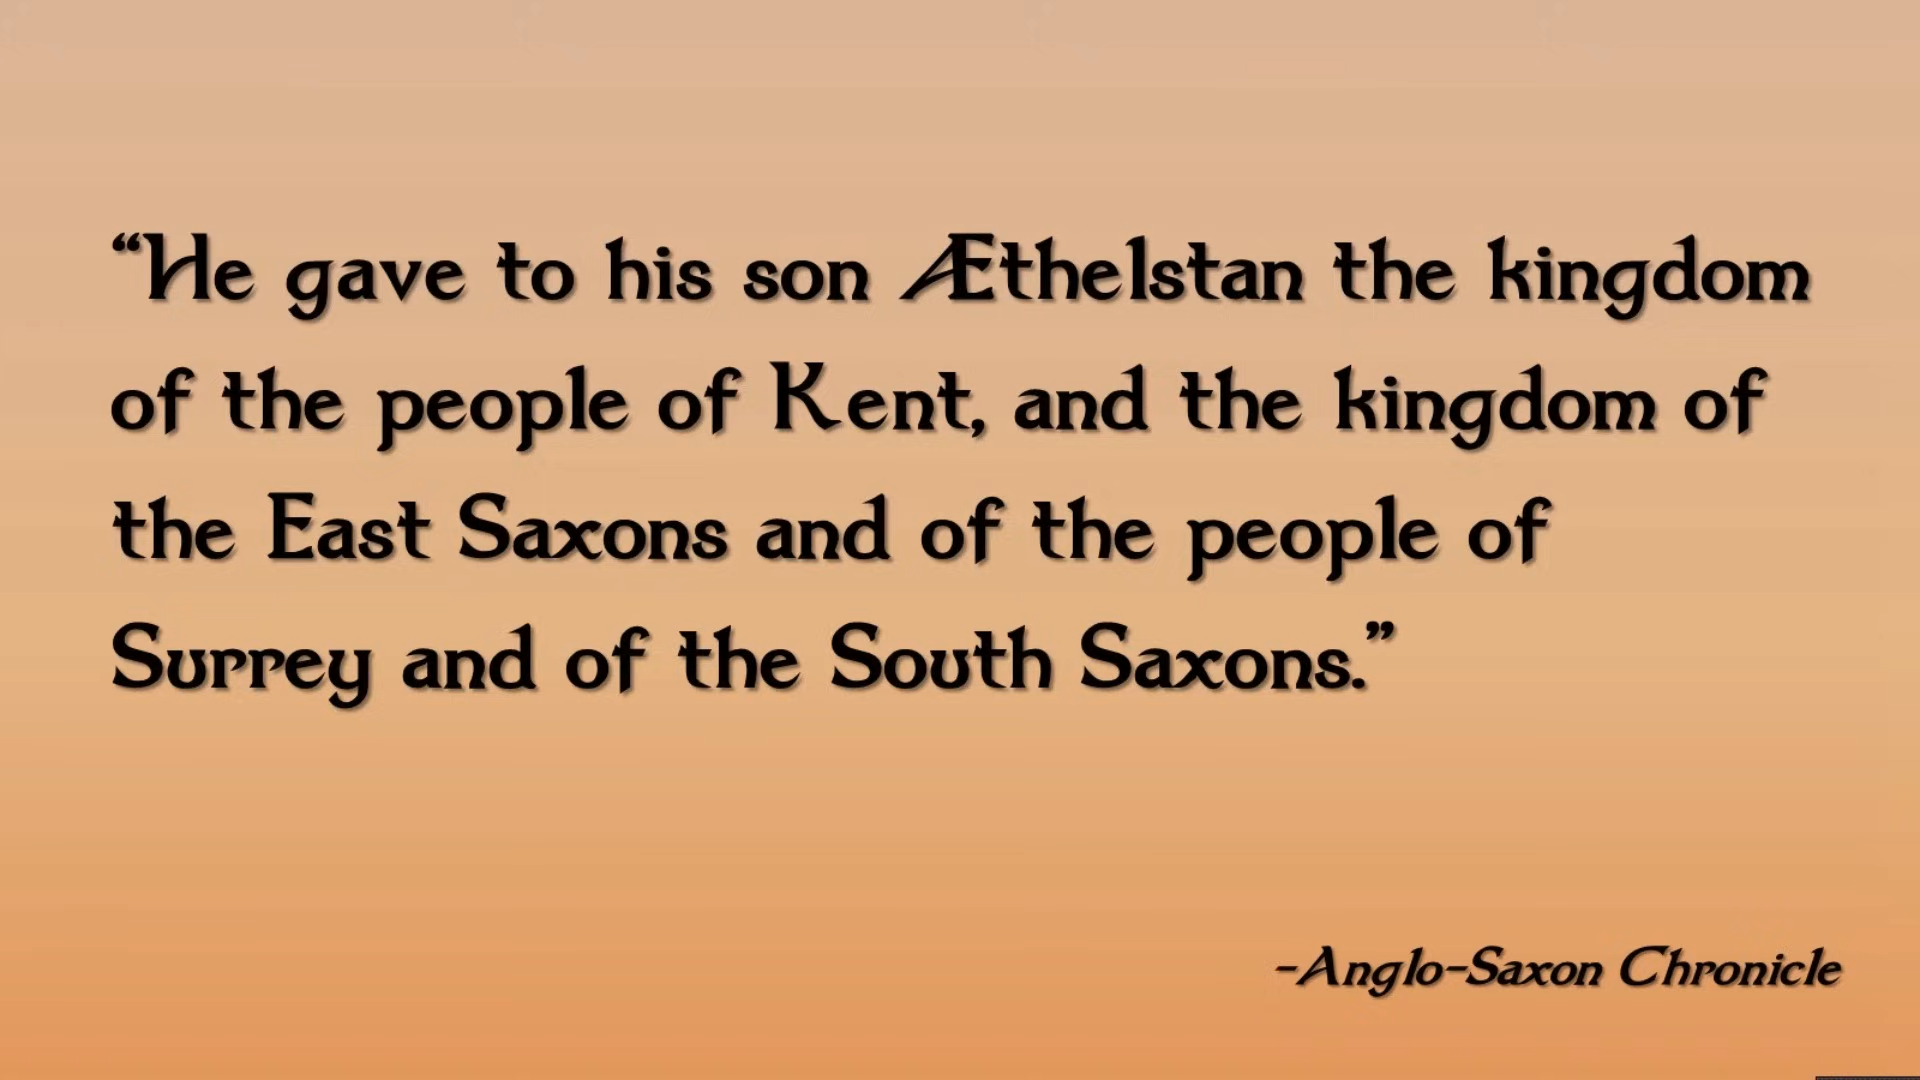 “He gave to his son Æthelstan the kingdom
of the people of Kent, and the kingdom of
the East Saxons and of the people of
Surrey and of the South Saxons.”
-Anglo-Saxon Chronicle